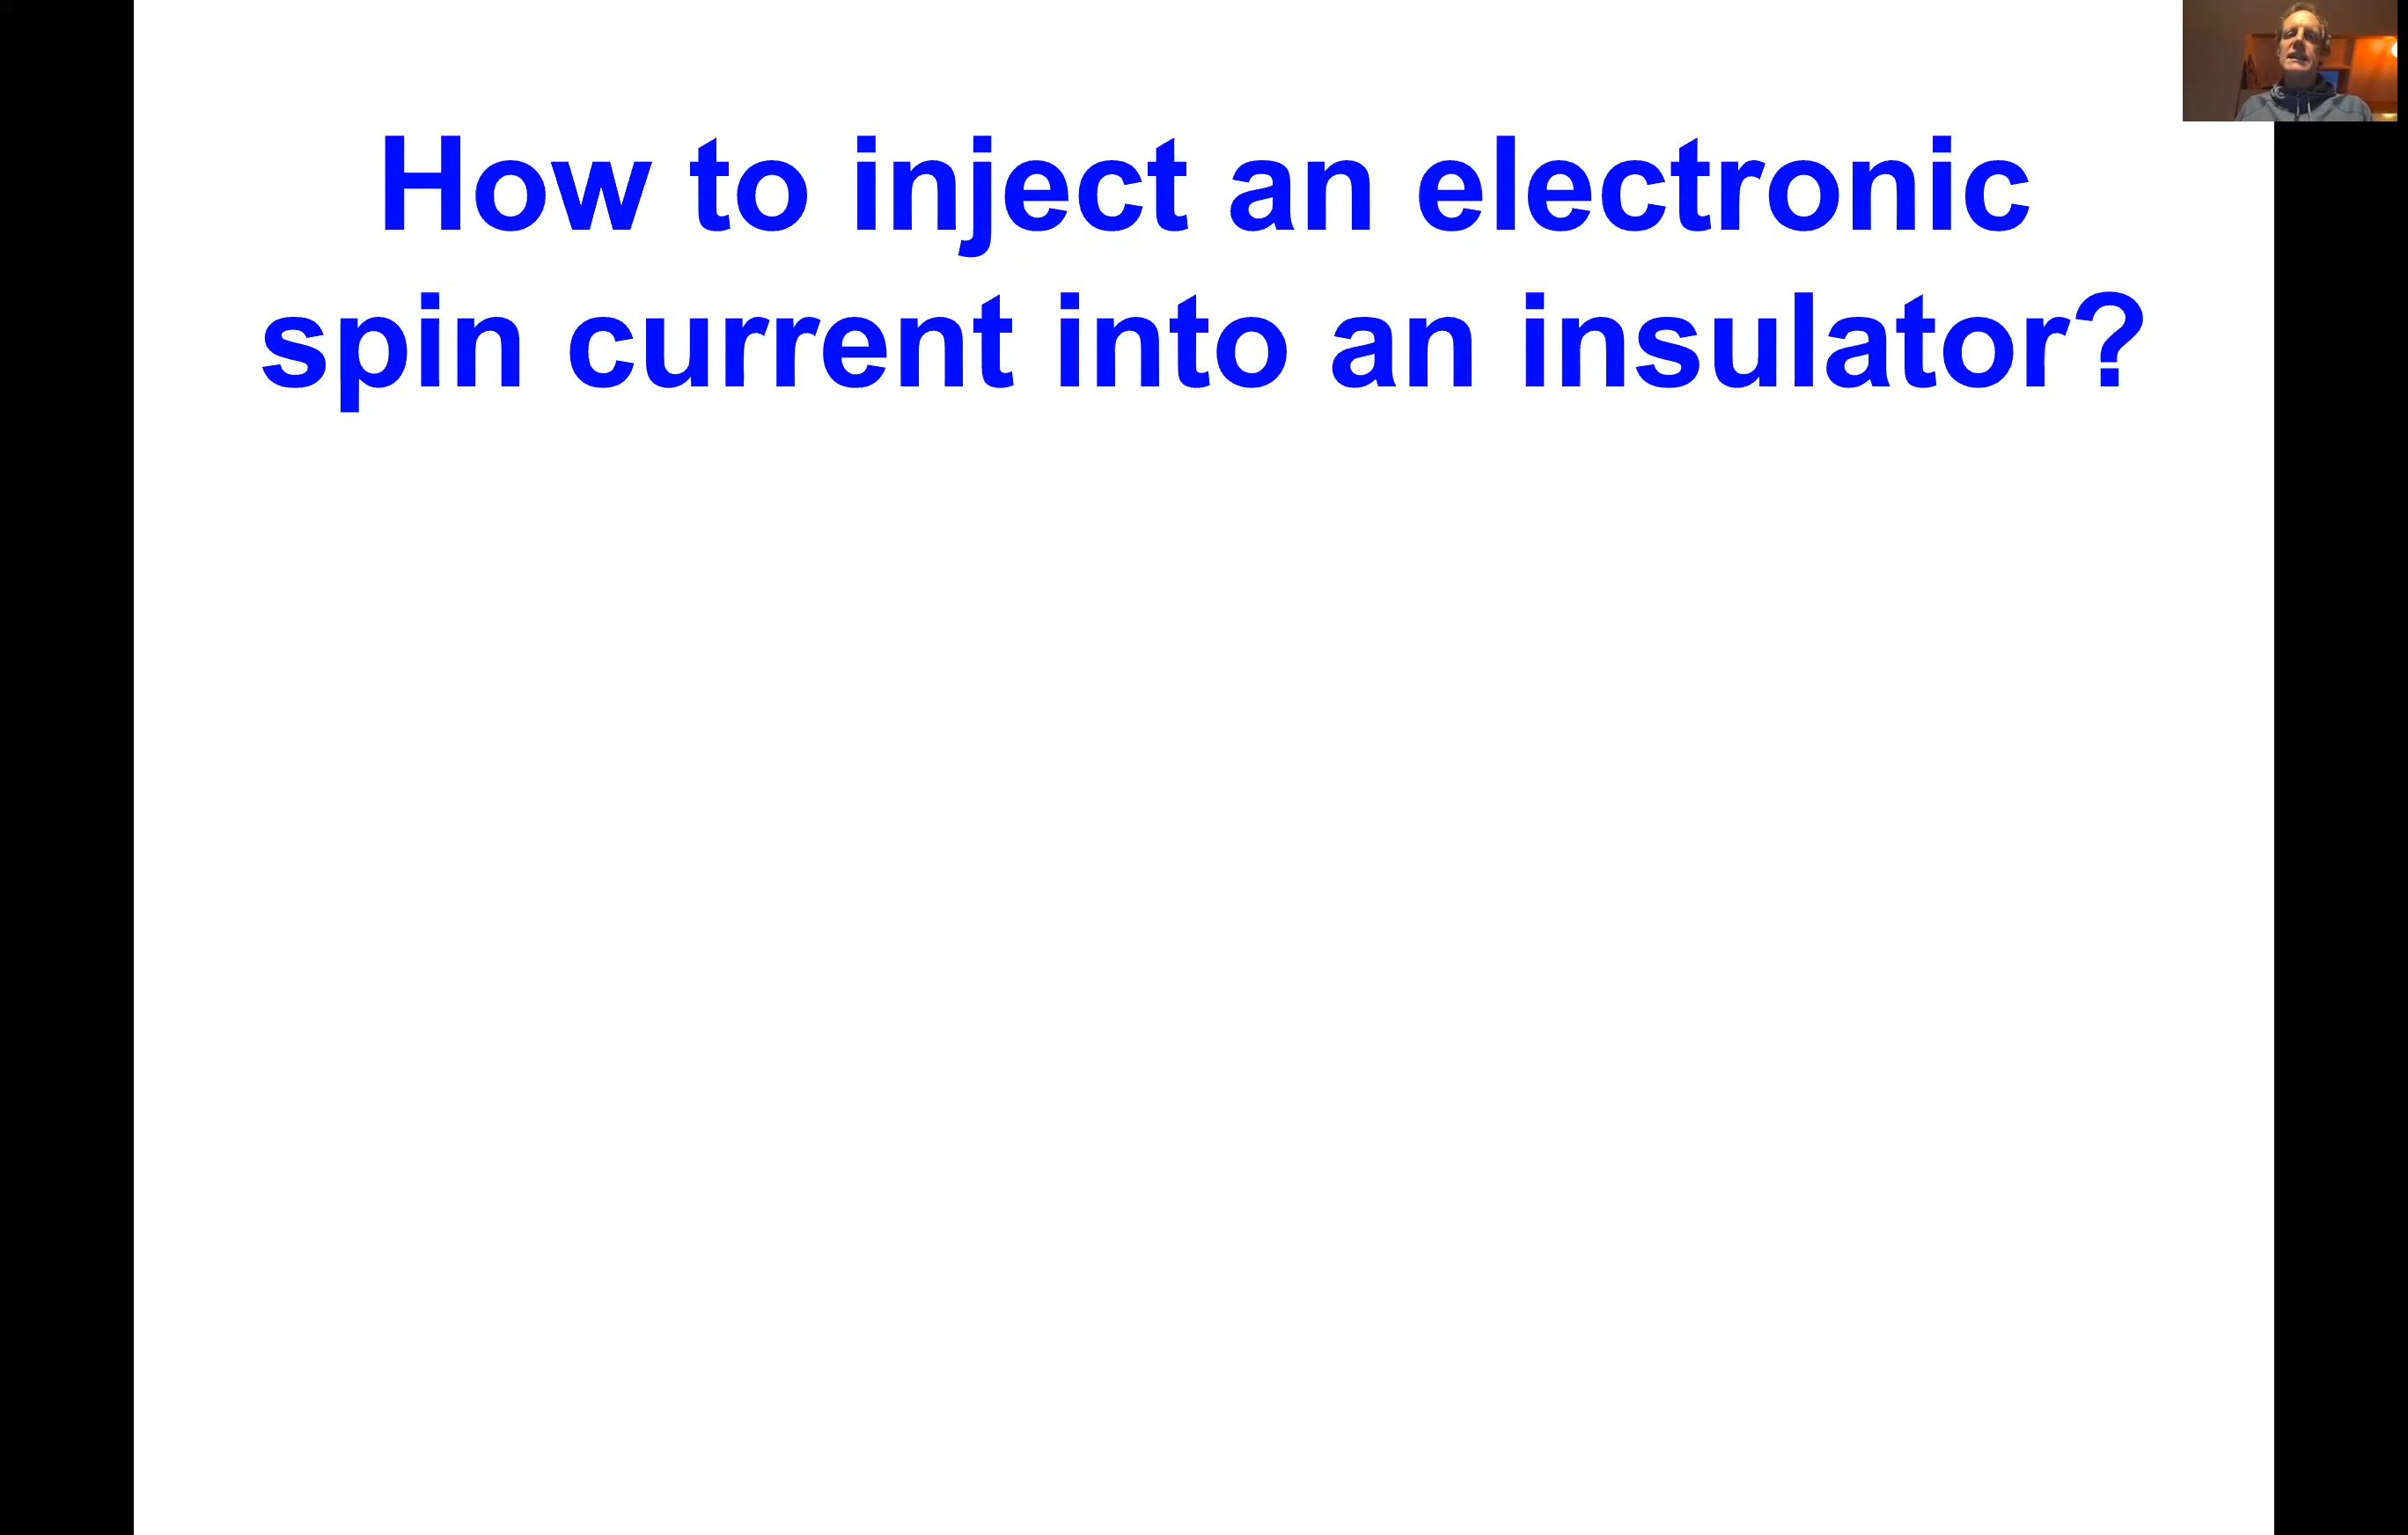 How to inject an electronic
spin current into an insulator?